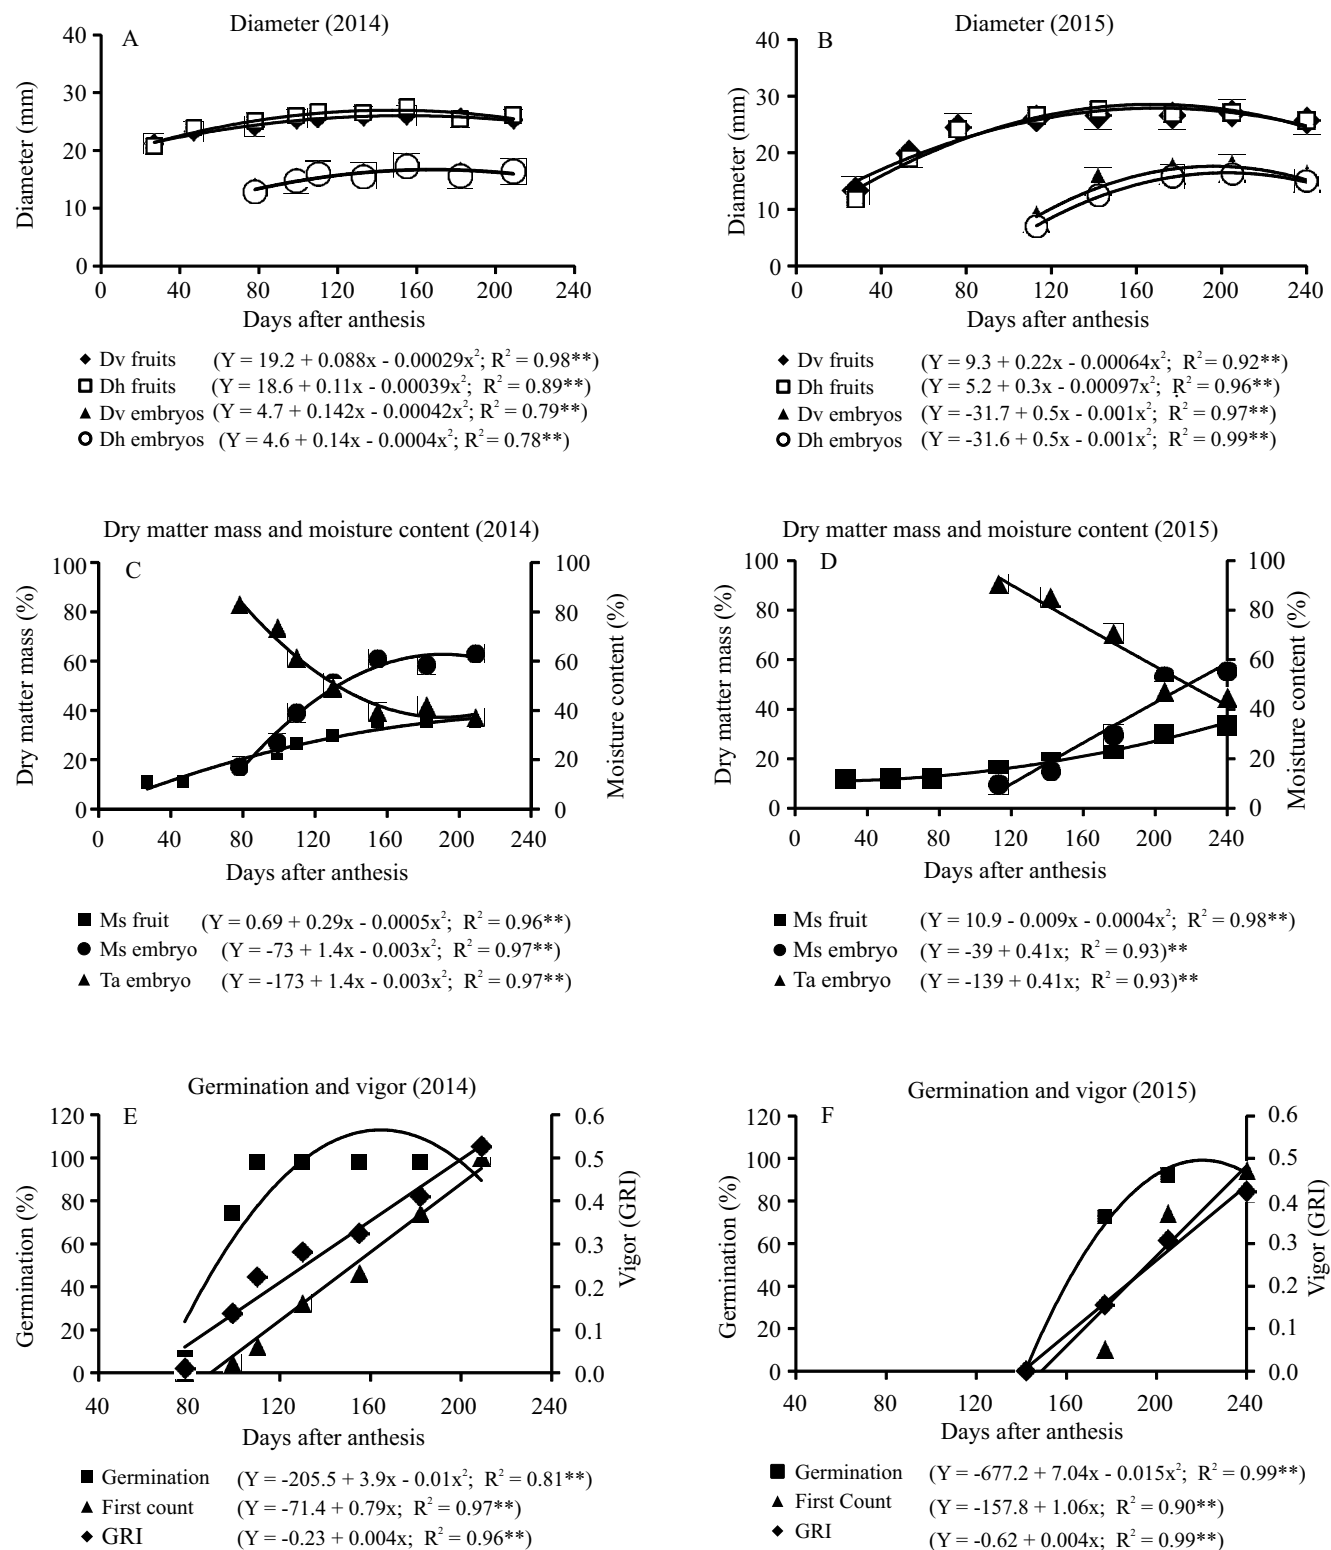 Diameter (2014)
A
40
30
20
10
0
Diameter (mm)
0 40 80 120 160 200 240
Days after anthesis
Dv fruits (Y = 19.2 + 0.088x - 0.00029x²; R² = 0.98**)
Dh fruits (Y = 18.6 + 0.11x - 0.00039x²; R² = 0.89**)
Dv embryos (Y = 4.7 + 0.142x - 0.00042x²; R² = 0.79**)
Dh embryos (Y = 4.6 + 0.14x - 0.0004x²; R² = 0.78**)
Diameter (2015)
B
40
30
20
10
0
Diameter (mm)
0 40 80 120 160 200 240
Days after anthesis
Dv fruits (Y = 9.3 + 0.22x - 0.00064x²; R² = 0.92**)
Dh fruits (Y = 5.2 + 0.3x - 0.00097x²; R² = 0.96**)
Dv embryos (Y = -31.7 + 0.5x - 0.001x²; R² = 0.97**)
Dh embryos (Y = -31.6 + 0.5x - 0.001x²; R² = 0.99**)
Dry matter mass and moisture content (2014)
C
100 100
80 80
60 60
40 40
20 20
0 0
Dry matter mass (%)
Moisture content (%)
0 40 80 120 160 200 240
Days after anthesis
Ms fruit (Y = 0.69 + 0.29x - 0.0005x²; R² = 0.96**)
Ms embryo (Y = -73 + 1.4x - 0.003x²; R² = 0.97**)
Ta embryo (Y = -173 + 1.4x - 0.003x²; R² = 0.97**)
Dry matter mass and moisture content (2015)
D
100 100
80 80
60 60
40 40
20 20
0 0
Dry matter mass (%)
Moisture content (%)
0 40 80 120 160 200 240
Days after anthesis
Ms fruit (Y = 10.9 - 0.009x - 0.0004x²; R² = 0.98**)
Ms embryo (Y = -39 + 0.41x; R² = 0.93)**
Ta embryo (Y = -139 + 0.41x; R² = 0.93)**
Germination and vigor (2014)
E
120 0.6
100 0.5
80 0.4
60 0.3
40 0.2
20 0.1
0 0.0
Germination (%)
Vigor (GRI)
40 80 120 160 200 240
Days after anthesis
Germination (Y = -205.5 + 3.9x - 0.01x²; R² = 0.81**)
First count (Y = -71.4 + 0.79x; R² = 0.97**)
GRI (Y = -0.23 + 0.004x; R² = 0.96**)
Germination and vigor (2015)
F
120 0.6
100 0.5
80 0.4
60 0.3
40 0.2
20 0.1
0 0.0
Germination (%)
Vigor (GRI)
40 80 120 160 200 240
Days after anthesis
Germination (Y = -677.2 + 7.04x - 0.015x²; R² = 0.99**)
First Count (Y = -157.8 + 1.06x; R² = 0.90**)
GRI (Y = -0.62 + 0.004x; R² = 0.99**)